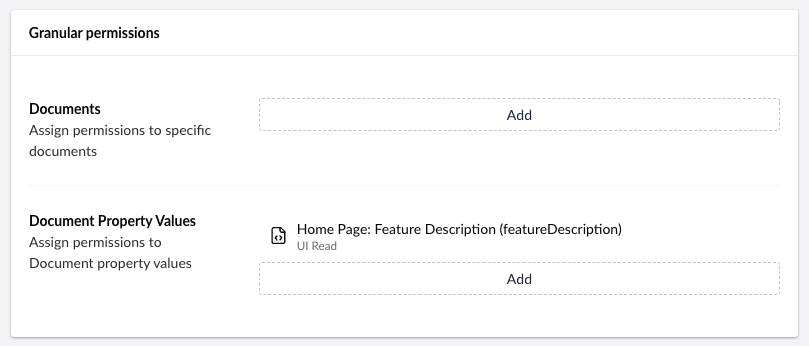 Granular permissions
Documents
Assign permissions to specific
documents
Add
Document Property Values
Assign permissions to
Document property values
Home Page: Feature Description (featureDescription)
UI Read
Add